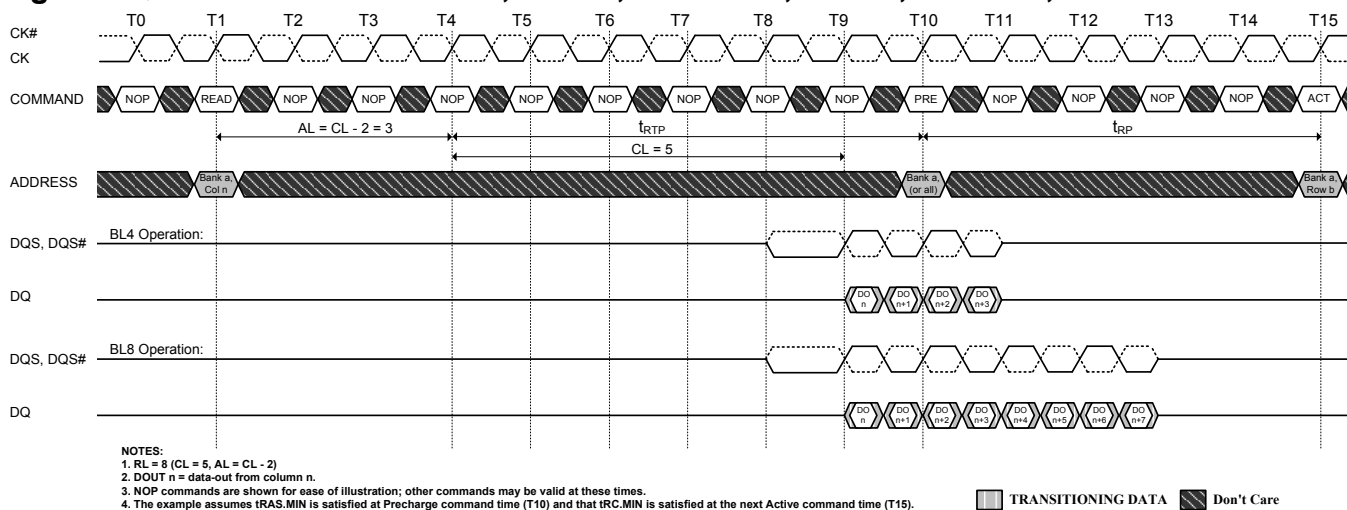 T0 T1 T2 T3 T4 T5 T6 T7 T8 T9 T10 T11 T12 T13 T14 T15
CK#
CK
COMMAND NOP READ NOP NOP NOP NOP NOP NOP NOP NOP PRE NOP NOP NOP NOP ACT
AL = CL - 2 = 3 tRTP tRP
CL = 5
ADDRESS Bank a, Col n Bank a, (or all) Bank a, Row b
BL4 Operation:
DQS, DQS#
DQ DO n DO n+1 DO n+2 DO n+3
BL8 Operation:
DQS, DQS#
DQ DO n DO n+1 DO n+2 DO n+3 DO n+4 DO n+5 DO n+6 DO n+7
NOTES:
1. RL = 8 (CL = 5, AL = CL - 2)
2. DOUT n = data-out from column n.
3. NOP commands are shown for ease of illustration; other commands may be valid at these times.
4. The example assumes tRAS.MIN is satisfied at Precharge command time (T10) and that tRC.MIN is satisfied at the next Active command time (T15).
TRANSITIONING DATA Don't Care